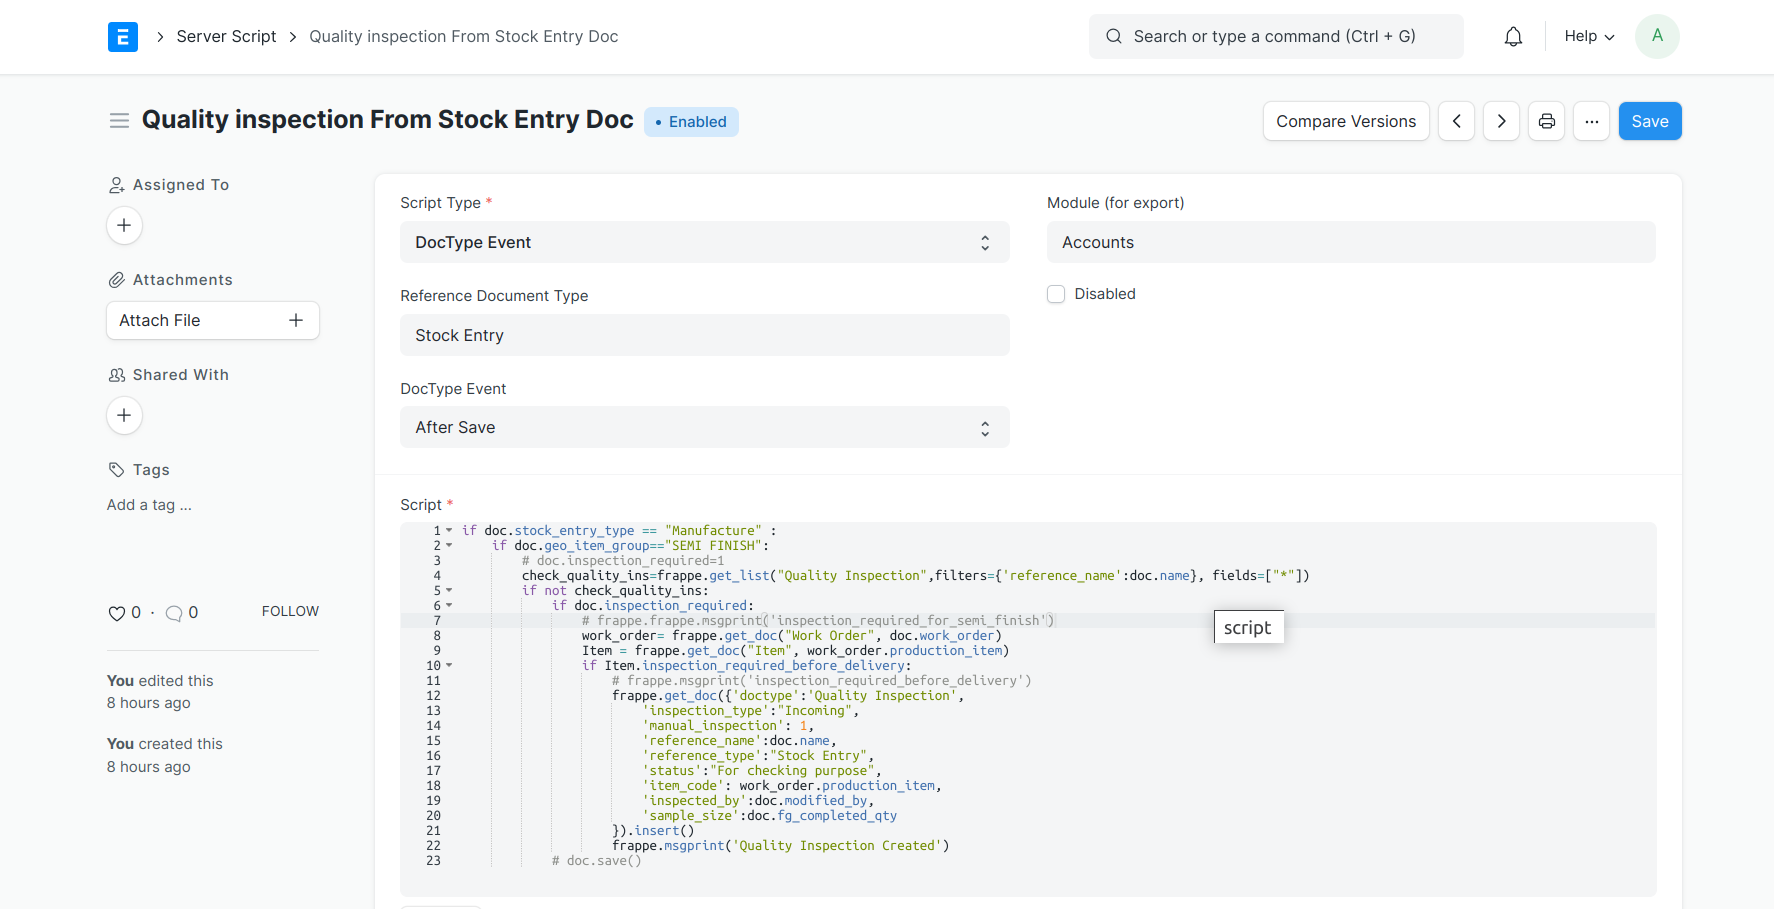 E Server Script Quality inspection From Stock Entry Doc Search or type a command (Ctrl + G) Help A
Quality inspection From Stock Entry Doc Enabled Compare Versions ... Save
Assigned To
Attachments
Attach File
Shared With
Tags
Add a tag ...
0 · 0 FOLLOW
You edited this
8 hours ago
You created this
8 hours ago
Script Type *
DocType Event
Module (for export)
Accounts
Reference Document Type
Stock Entry
Disabled
DocType Event
After Save
Script *
1 if doc.stock_entry_type == "Manufacture" :
2 if doc.geo_item_group=="SEMI FINISH":
3 # doc.inspection_required=1
4 check_quality_ins=frappe.get_list("Quality Inspection",filters={'reference_name':doc.name}, fields=["*"])
5 if not check_quality_ins:
6 if doc.inspection_required:
7 # frappe.frappe.msgprint('inspection_required_for_semi_finish')
8 work_order= frappe.get_doc("Work Order", doc.work_order)
9 Item = frappe.get_doc("Item", work_order.production_item)
10 if Item.inspection_required_before_delivery:
11 # frappe.msgprint('inspection_required_before_delivery')
12 frappe.get_doc({'doctype':'Quality Inspection',
13 'inspection_type':"Incoming",
14 'manual_inspection': 1,
15 'reference_name':doc.name,
16 'reference_type':"Stock Entry",
17 'status':"For checking purpose",
18 'item_code': work_order.production_item,
19 'inspected_by':doc.modified_by,
20 'sample_size':doc.fg_completed_qty
21 }).insert()
22 frappe.msgprint('Quality Inspection Created')
23 # doc.save()
script